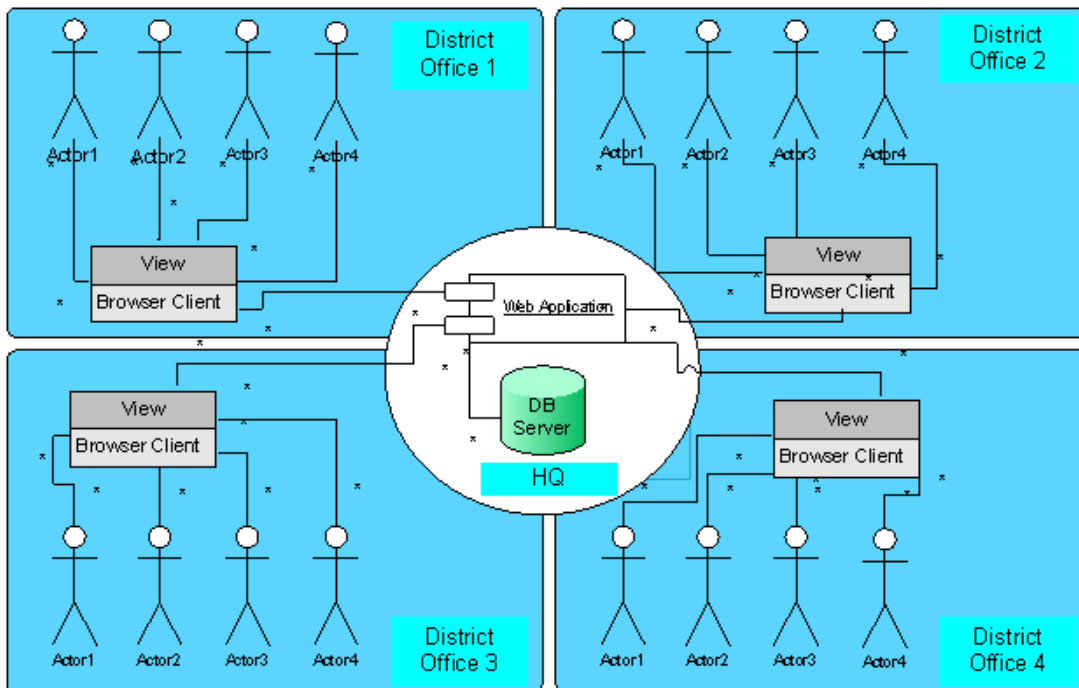 District
Office 1
Actor1
Actor2
Actor3
Actor4
View
Browser Client
District
Office 2
Actor1
Actor2
Actor3
Actor4
View
Browser Client
Web Application
DB
Server
HQ
View
Browser Client
Actor1
Actor2
Actor3
Actor4
District
Office 3
View
Browser Client
Actor1
Actor2
Actor3
Actor4
District
Office 4